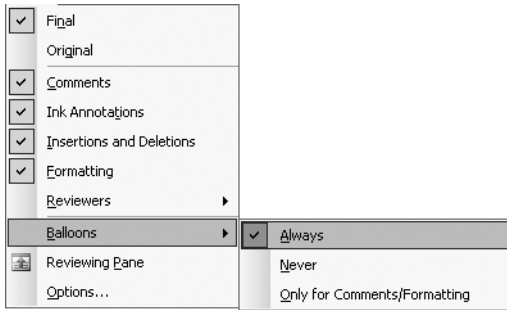 Final
Original
Comments
Ink Annotations
Insertions and Deletions
Formatting
Reviewers
Balloons
Always
Reviewing Pane
Never
Options...
Only for Comments/Formatting